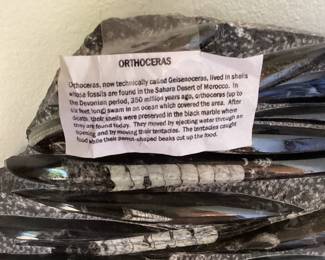 ORTHOCERAS
Orthoceras, now technically called Geisenoceras, lived in shells
whose fossils are found in the Sahara Desert of Morocco. In
the Devonian period, 350 million years ago, orthoceras (up to
six feet long) swam in an ocean which covered the area. After
death, their shells were preserved in the black marble where
they are found today. They moved by ejecting water through an
opening, and by moving their tentacles. The tentacles caught
food while their parrot-shaped beaks cut up the food.